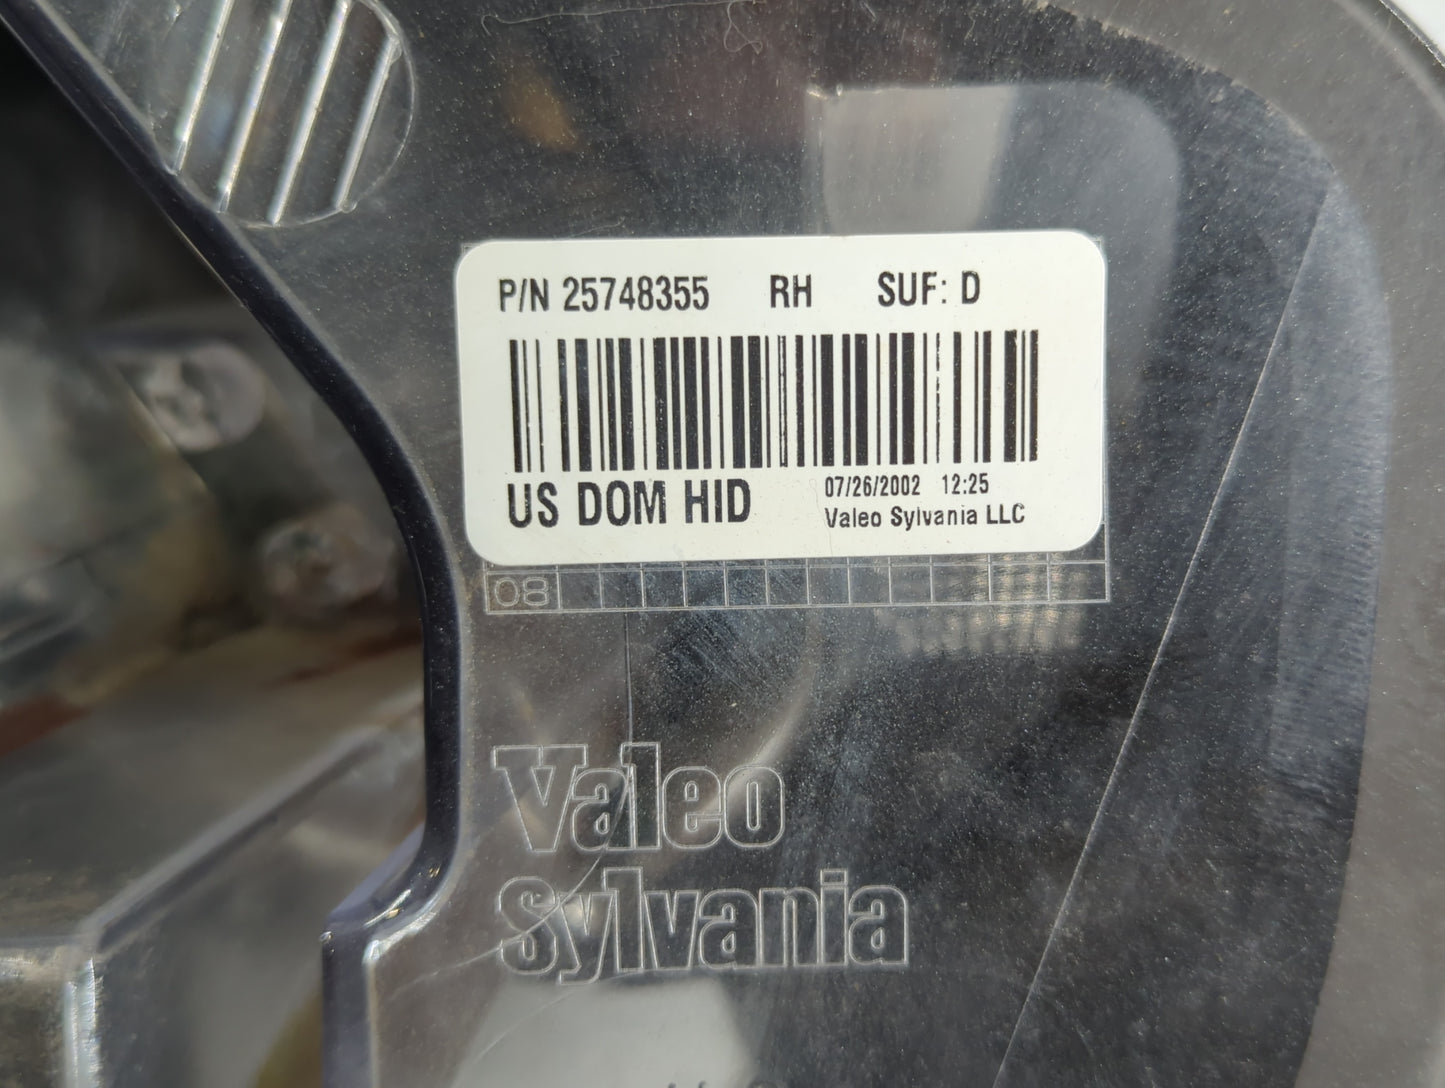 P/N 25748355 RH SUF: D
US DOM HID
07/26/2002 12:25
Valeo Sylvania LLC
08
Valeo
Sylvania